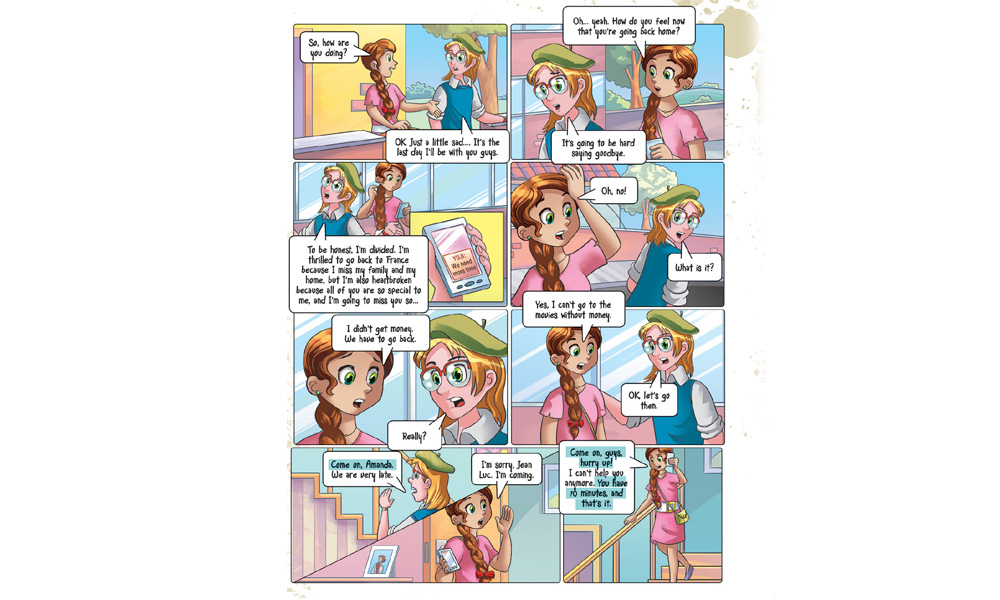 So, how are
you doing?
OK Just a little sad... It's the
last day I'll be with you guys.
Oh... yeah. How do you feel now
that you're going back home?
It's going to be hard
saying goodbye.
To be honest, I'm divided. I'm
thrilled to go back to France
because I miss my family and my
home, but I'm also heartbroken
because all of you are so special to
me, and I'm going to miss you so...
We need
more time
Oh, no!
What is it?
I didn't get money.
We have to go back.
Really?
Yes, I can't go to the
movies without money.
OK, let's go
then.
Come on, Amanda.
We are very late.
I'm sorry, Jean
Luc. I'm coming.
Come on, guys,
hurry up!
I can't help you
anymore. You have
10 minutes, and
that's it.